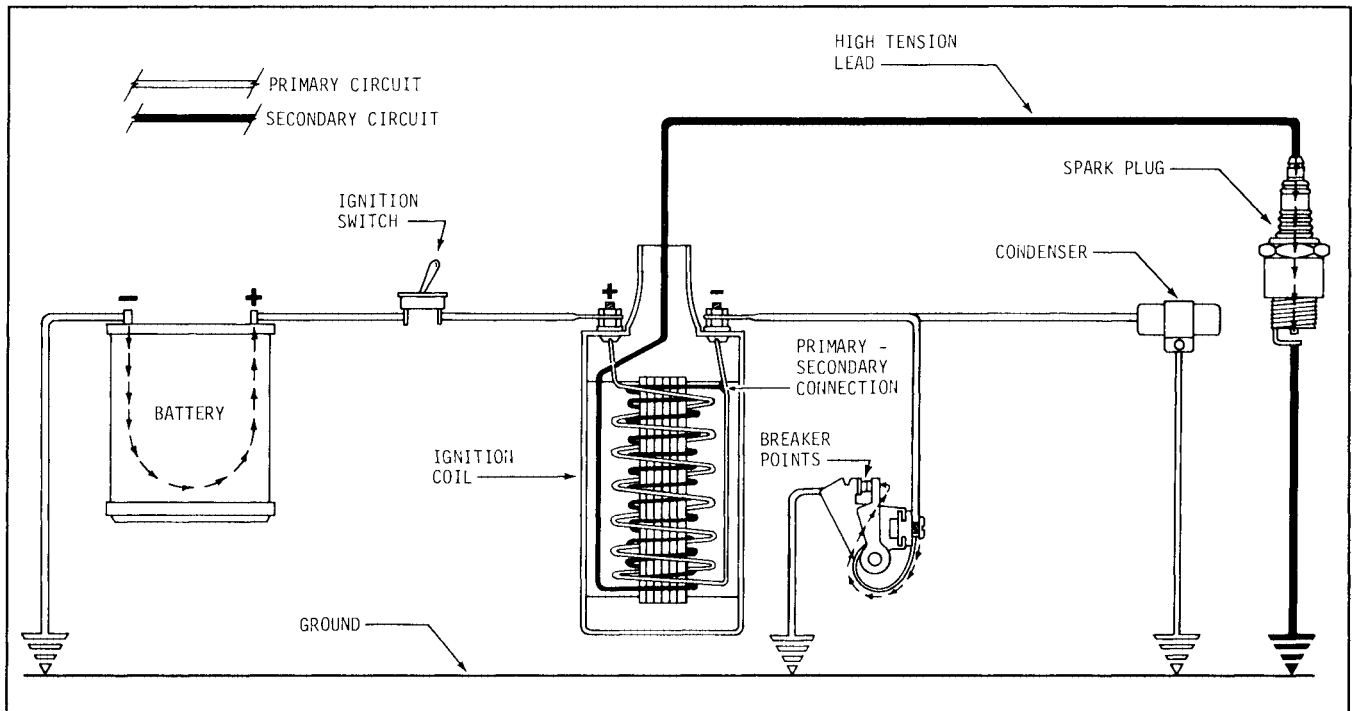 HIGH TENSION
LEAD
PRIMARY CIRCUIT
SECONDARY CIRCUIT
SPARK PLUG
IGNITION
SWITCH
CONDENSER
- +
+ -
PRIMARY -
SECONDARY
CONNECTION
BATTERY
BREAKER
POINTS
IGNITION
COIL
GROUND